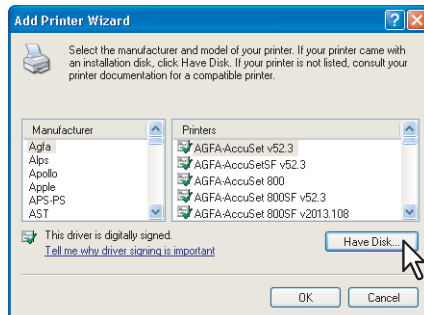 Add Printer Wizard
Select the manufacturer and model of your printer. If your printer came with
an installation disk, click Have Disk. If your printer is not listed, consult your
printer documentation for a compatible printer.
Manufacturer
Agfa
Alps
Apollo
Apple
APS-PS
AST
Printers
AGFA-AccuSet v52.3
AGFA-AccuSetSF v52.3
AGFA-AccuSet 800
AGFA-AccuSet 800SF v52.3
AGFA-AccuSet 800SF v2013.108
This driver is digitally signed.
Tell me why driver signing is important
Have Disk...
OK
Cancel